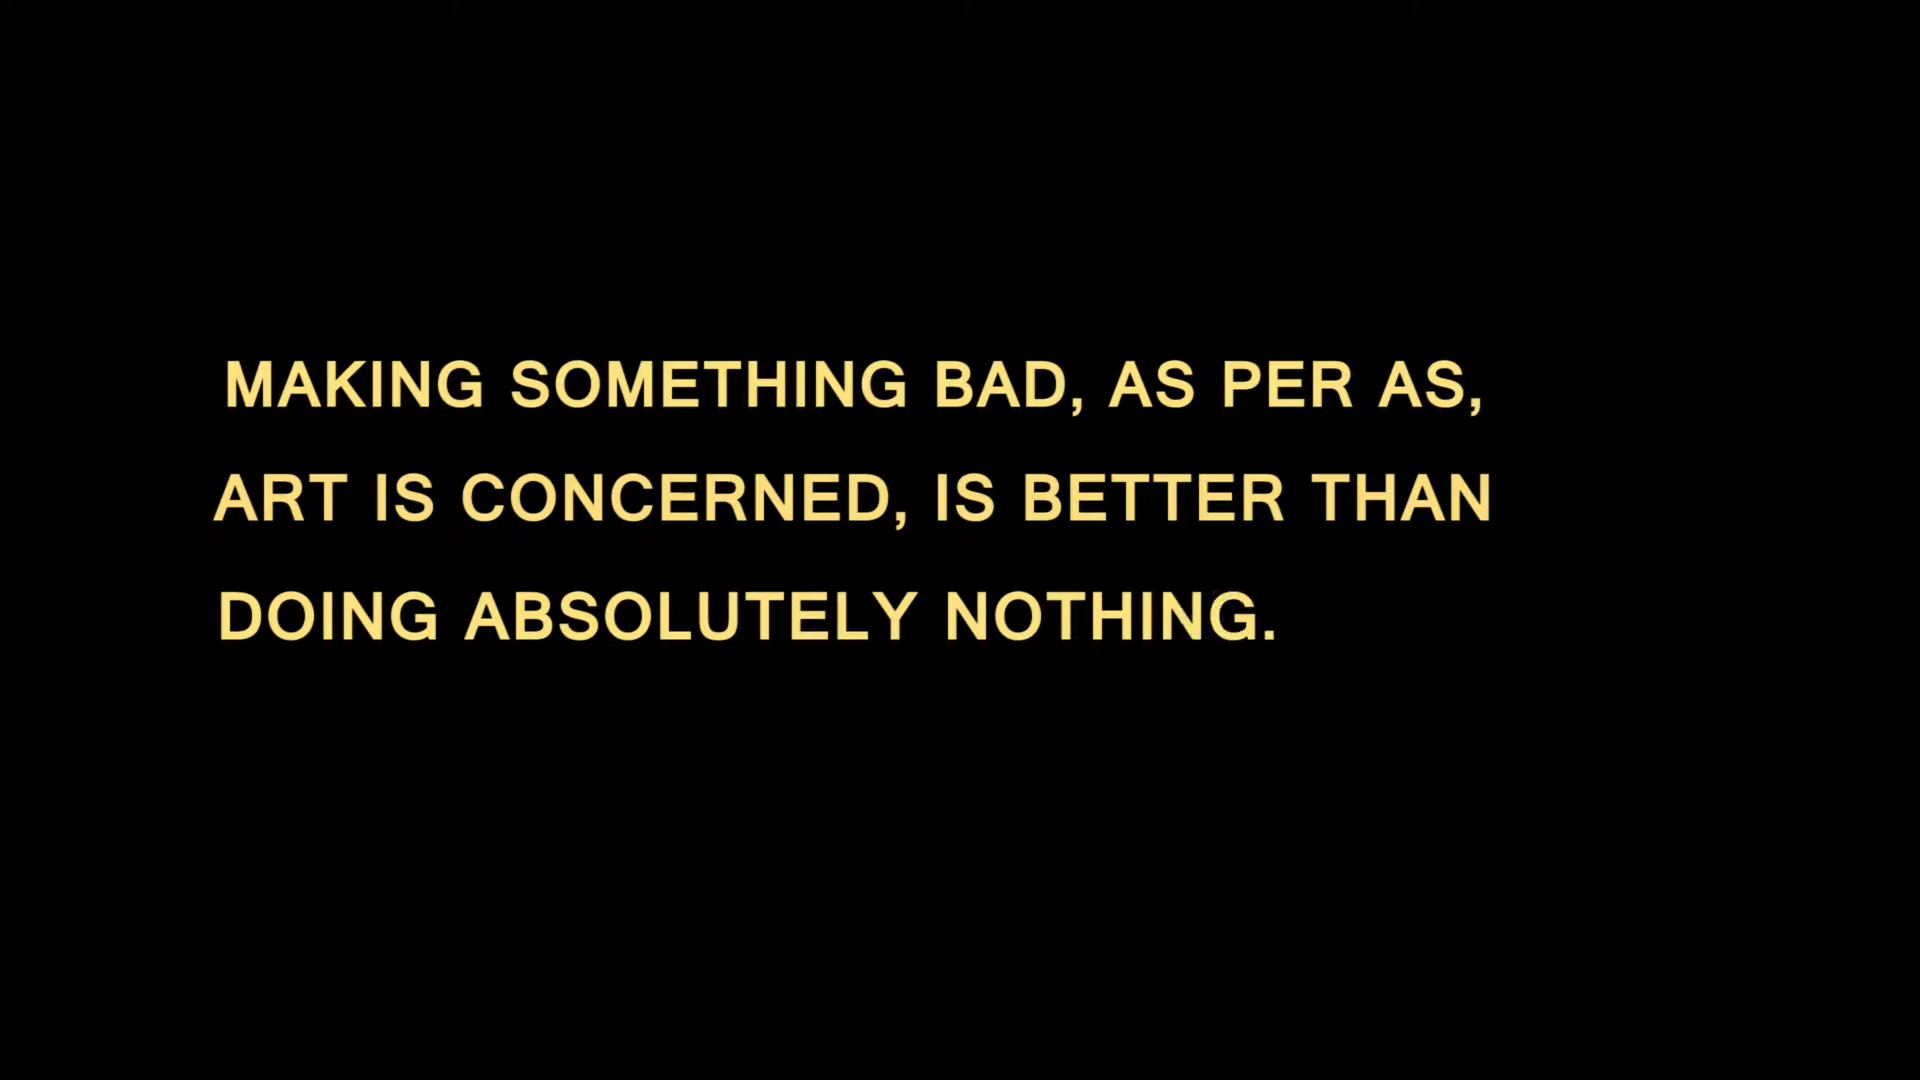 MAKING SOMETHING BAD, AS PER AS,
ART IS CONCERNED, IS BETTER THAN
DOING ABSOLUTELY NOTHING.